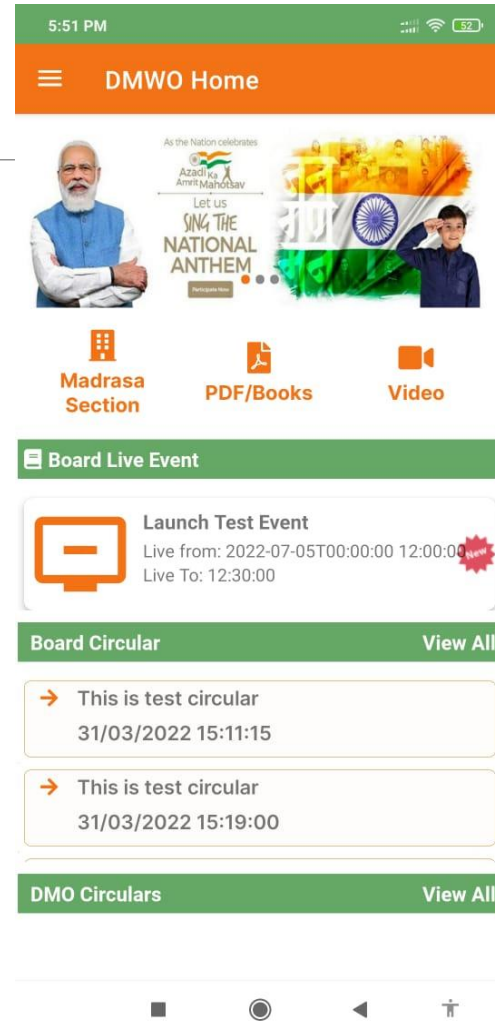 5:51 PM
52
DMWO Home
As the Nation celebrates
Azadi Ka
Amrit Mahotsav
Let us
SING THE
NATIONAL
ANTHEM
Participate Now
Madrasa
Section
PDF/Books
Video
Board Live Event
Launch Test Event
Live from: 2022-07-05T00:00:00 12:00:00
New
Live To: 12:30:00
Board Circular
View All
This is test circular
31/03/2022 15:11:15
This is test circular
31/03/2022 15:19:00
DMO Circulars
View All